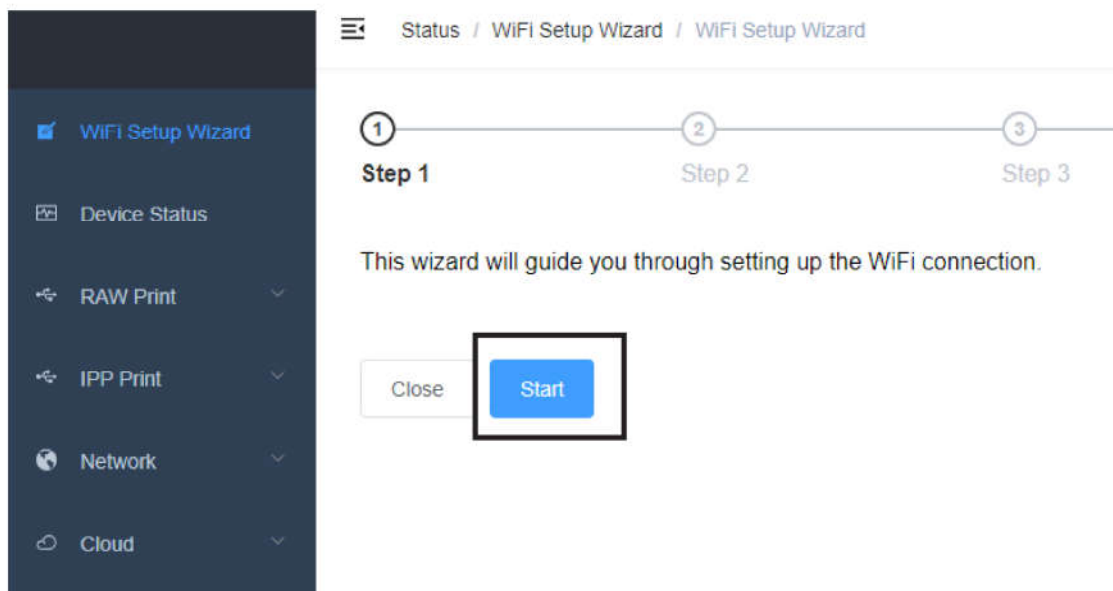 Status / WiFi Setup Wizard / WiFi Setup Wizard
WiFi Setup Wizard
Device Status
RAW Print
IPP Print
Network
Cloud
1
2
3
Step 1
Step 2
Step 3
This wizard will guide you through setting up the WiFi connection.
Close
Start